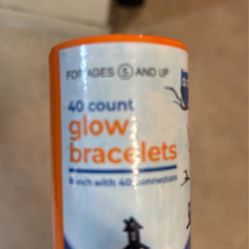 FOR AGES 5 AND UP
40 count
glow
bracelets
8 inch with 40 connectors